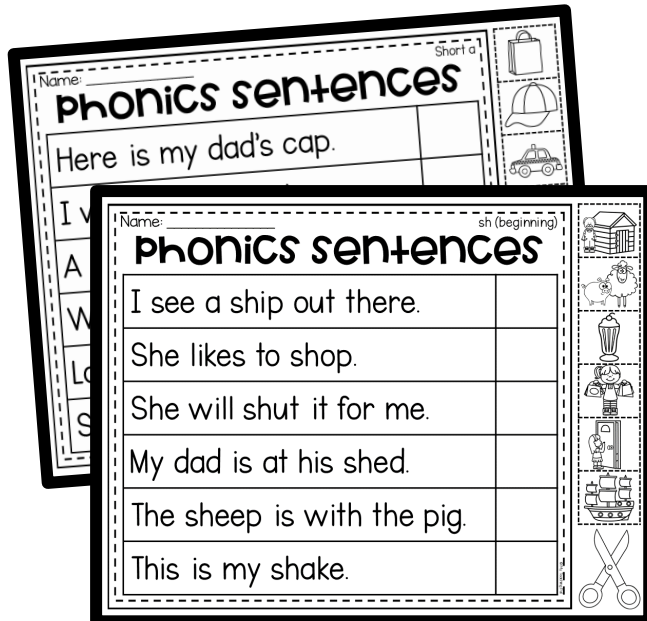 Short a
Name:
Phonics Sentences
Here is my dad's cap.
I
A
Name:
sh (beginning)
Phonics Sentences
I see a ship out there.
She likes to shop.
She will shut it for me.
My dad is at his shed.
The sheep is with the pig.
This is my shake.